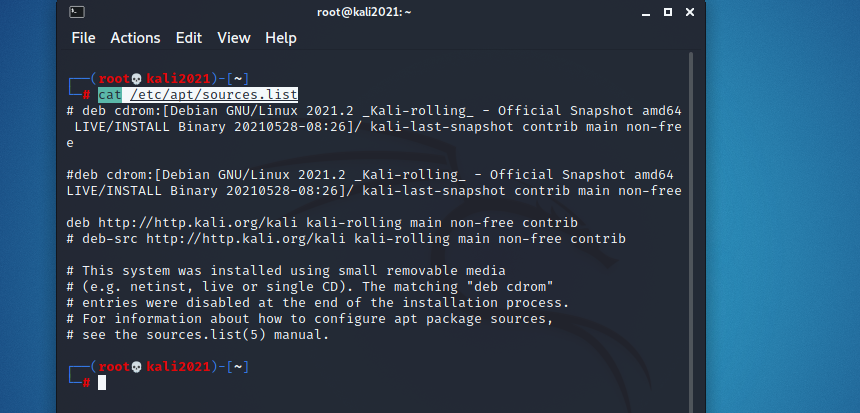 root@kali2021: ~
File Actions Edit View Help
┌──(root💀kali2021)-[~]
└─# cat /etc/apt/sources.list
# deb cdrom:[Debian GNU/Linux 2021.2 _Kali-rolling_ - Official Snapshot amd64
 LIVE/INSTALL Binary 20210528-08:26]/ kali-last-snapshot contrib main non-fre
e
#deb cdrom:[Debian GNU/Linux 2021.2 _Kali-rolling_ - Official Snapshot amd64
LIVE/INSTALL Binary 20210528-08:26]/ kali-last-snapshot contrib main non-free
deb http://http.kali.org/kali kali-rolling main non-free contrib
# deb-src http://http.kali.org/kali kali-rolling main non-free contrib
# This system was installed using small removable media
# (e.g. netinst, live or single CD). The matching "deb cdrom"
# entries were disabled at the end of the installation process.
# For information about how to configure apt package sources,
# see the sources.list(5) manual.
┌──(root💀kali2021)-[~]
└─#